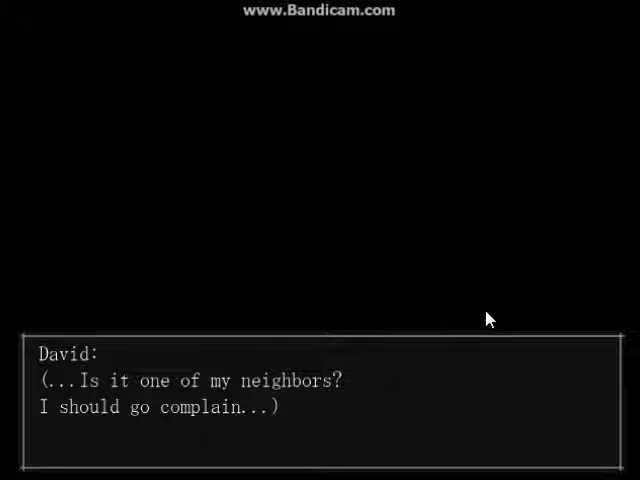 www.Bandicam.com
David:
(...Is it one of my neighbors?
I should go complain...)